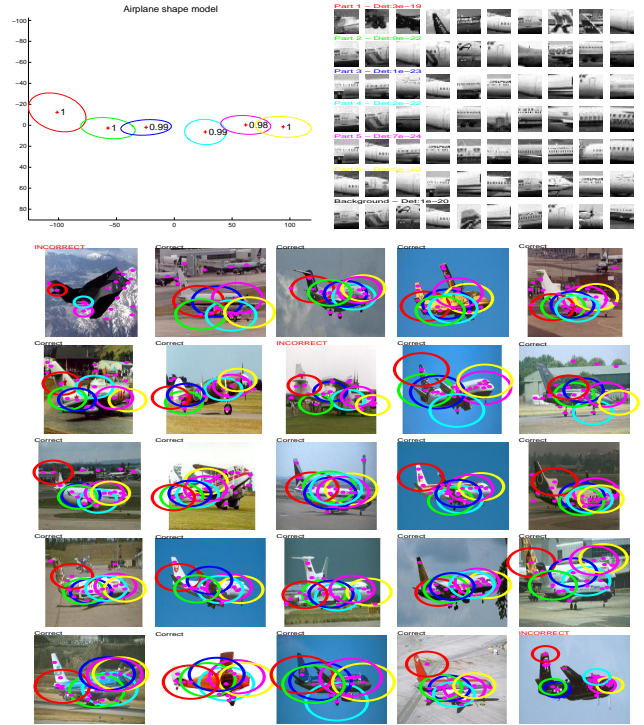 Airplane shape model
−100
−80
−60
−40
−20
0
20
40
60
80
−100
−50
0
50
100
1
1
0.99
0.99
0.98
1
Part 1 − Det:3e−19
Part 2 − Det:9e−22
Part 3 − Det:1e−23
Part 4 − Det:2e−22
Part 5 − Det:7e−24
Background − Det:1e−20
INCORRECT Correct Correct Correct Correct
Correct Correct INCORRECT Correct Correct
Correct Correct Correct Correct Correct
Correct Correct Correct Correct Correct
Correct Correct Correct Correct INCORRECT